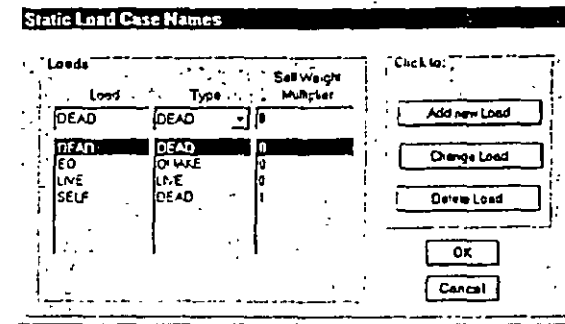 Static Load Case Names
Loads
Click to:
Load Type Self Weight Multiplier
DEAD DEAD 0
DEAD DEAD 0
EQ QUAKE 0
LIVE LIVE 0
SELF DEAD 1
Add new Load
Change Load
Delete Load
OK
Cancel